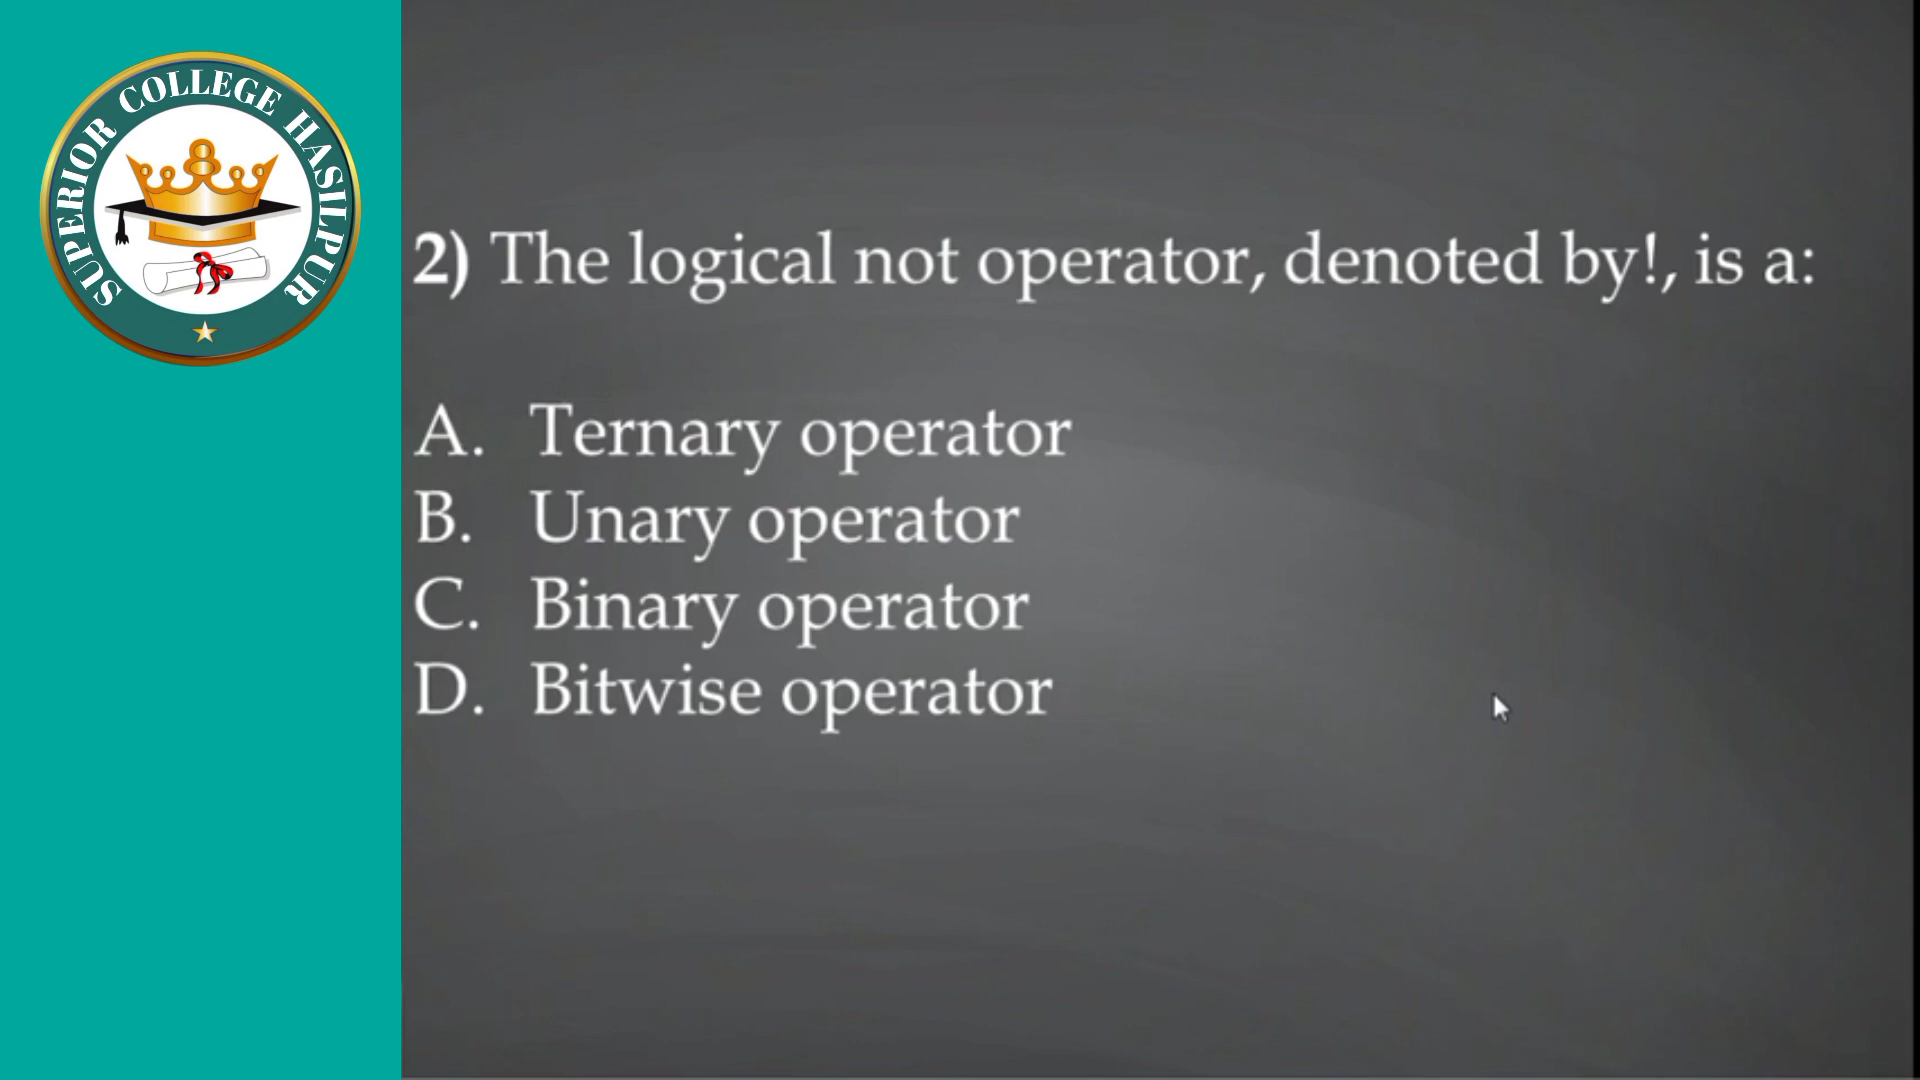 SUPERIOR COLLEGE HASILPUR
2) The logical not operator, denoted by!, is a:
A. Ternary operator
B. Unary operator
C. Binary operator
D. Bitwise operator